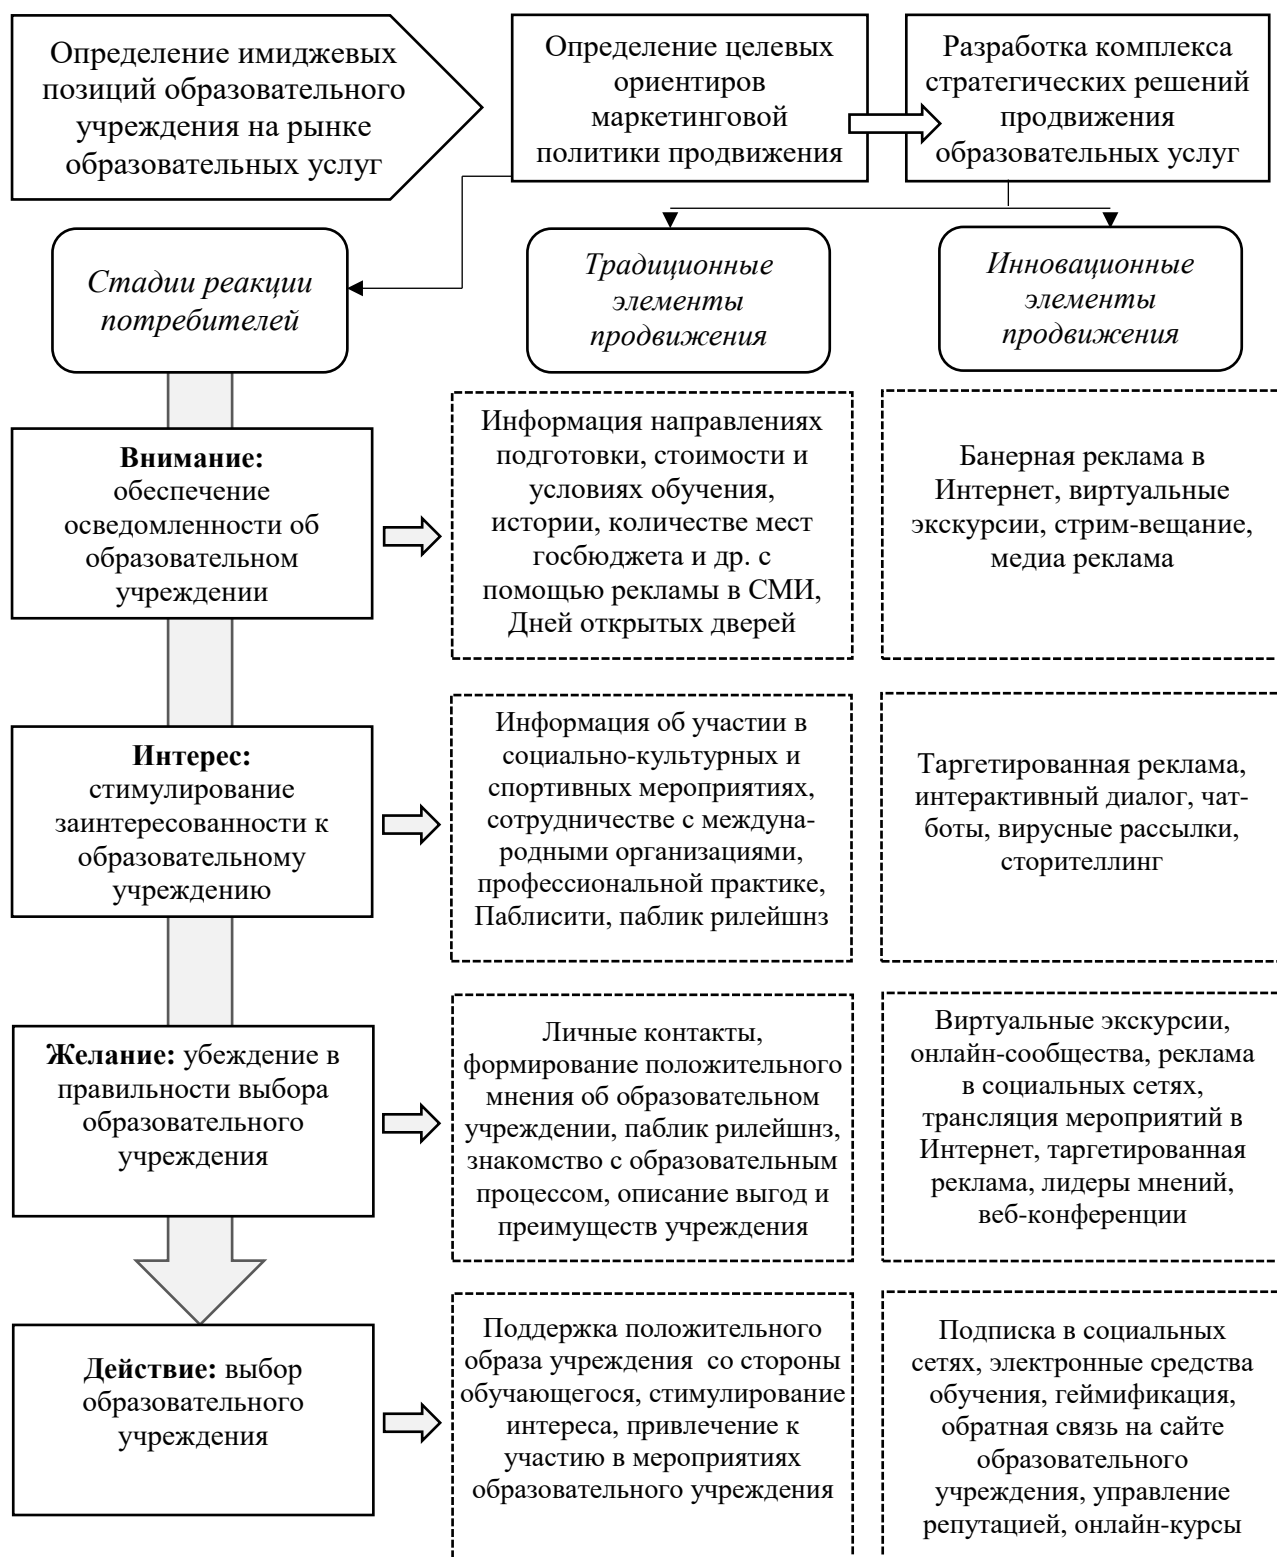 Определение имиджевых
позиций образовательного
учреждения на рынке
образовательных услуг
Определение целевых
ориентиров
маркетинговой
политики продвижения
Разработка комплекса
стратегических решений
продвижения
образовательных услуг
Стадии реакции
потребителей
Традиционные
элементы
продвижения
Инновационные
элементы
продвижения
Внимание:
обеспечение
осведомленности об
образовательном
учреждении
Информация направлениях
подготовки, стоимости и
условиях обучения,
истории, количестве мест
госбюджета и др. с
помощью рекламы в СМИ,
Дней открытых дверей
Банерная реклама в
Интернет, виртуальные
экскурсии, стрим-вещание,
медиа реклама
Интерес:
стимулирование
заинтересованности к
образовательному
учреждению
Информация об участии в
социально-культурных и
спортивных мероприятиях,
сотрудничестве с междуна-
родными организациями,
профессиональной практике,
Паблисити, паблик рилейшнз
Таргетированная реклама,
интерактивный диалог, чат-
боты, вирусные рассылки,
сторителлинг
Желание: убеждение в
правильности выбора
образовательного
учреждения
Личные контакты,
формирование положительного
мнения об образовательном
учреждении, паблик рилейшнз,
знакомство с образовательным
процессом, описание выгод и
преимуществ учреждения
Виртуальные экскурсии,
онлайн-сообщества, реклама
в социальных сетях,
трансляция мероприятий в
Интернет, таргетированная
реклама, лидеры мнений,
веб-конференции
Действие: выбор
образовательного
учреждения
Поддержка положительного
образа учреждения со стороны
обучающегося, стимулирование
интереса, привлечение к
участию в мероприятиях
образовательного учреждения
Подписка в социальных
сетях, электронные средства
обучения, геймификация,
обратная связь на сайте
образовательного
учреждения, управление
репутацией, онлайн-курсы